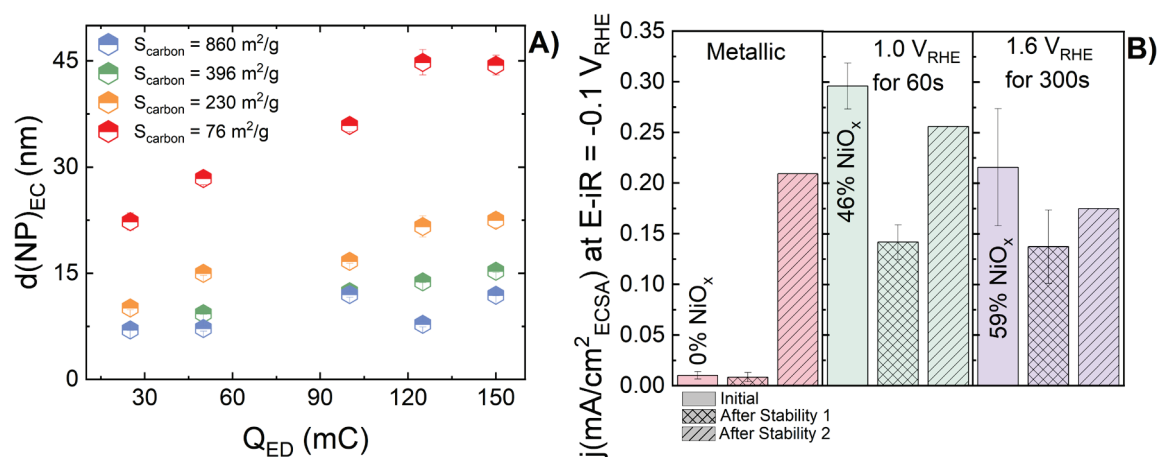 A)
S_carbon = 860 m²/g
S_carbon = 396 m²/g
S_carbon = 230 m²/g
S_carbon = 76 m²/g
45
30
15
0
d(NP)_EC (nm)
30 60 90 120 150
Q_ED (mC)
B)
Metallic
1.0 V_RHE
for 60s
1.6 V_RHE
for 300s
0.35
0.30
0.25
0.20
0.15
0.10
0.05
0.00
j(mA/cm²_ECSA) at E-iR = -0.1 V_RHE
0% NiO_x
46% NiO_x
59% NiO_x
Initial
After Stability 1
After Stability 2